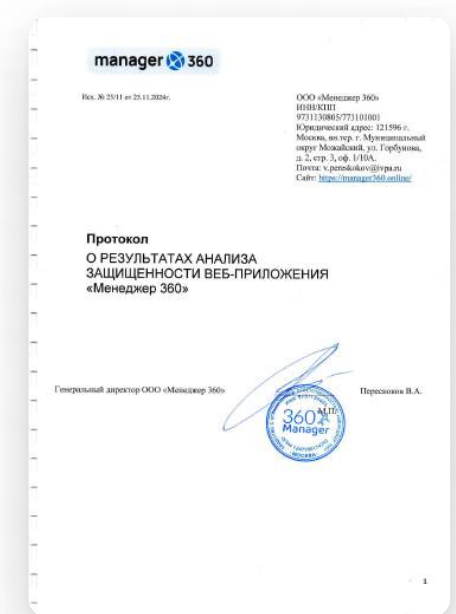 manager 360
Исх. № 25/11 от 25.11.2024г.
ООО «Менеджер 360»
ИНН/КПП
9731130805/773101001
Юридический адрес: 121596 г.
Москва, вн.тер. г. Муниципальный
округ Можайский, ул. Горбунова,
д. 2, стр. 3, оф. 1/10А.
Почта: v.pereskokov@ivpa.ru
Сайт: https://manager360.online/
Протокол
О РЕЗУЛЬТАТАХ АНАЛИЗА
ЗАЩИЩЕННОСТИ ВЕБ-ПРИЛОЖЕНИЯ
«Менеджер 360»
Генеральный директор ООО «Менеджер 360»
Перескоков В.А.
М.П.
360
Manager
МОСКВА
1